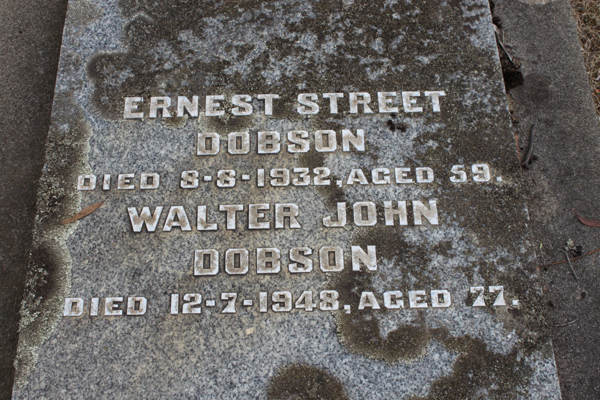 ERNEST STREET
DOBSON
DIED 8-8-1932, AGED 59.
WALTER JOHN
DOBSON
DIED 12-7-1948, AGED 77.